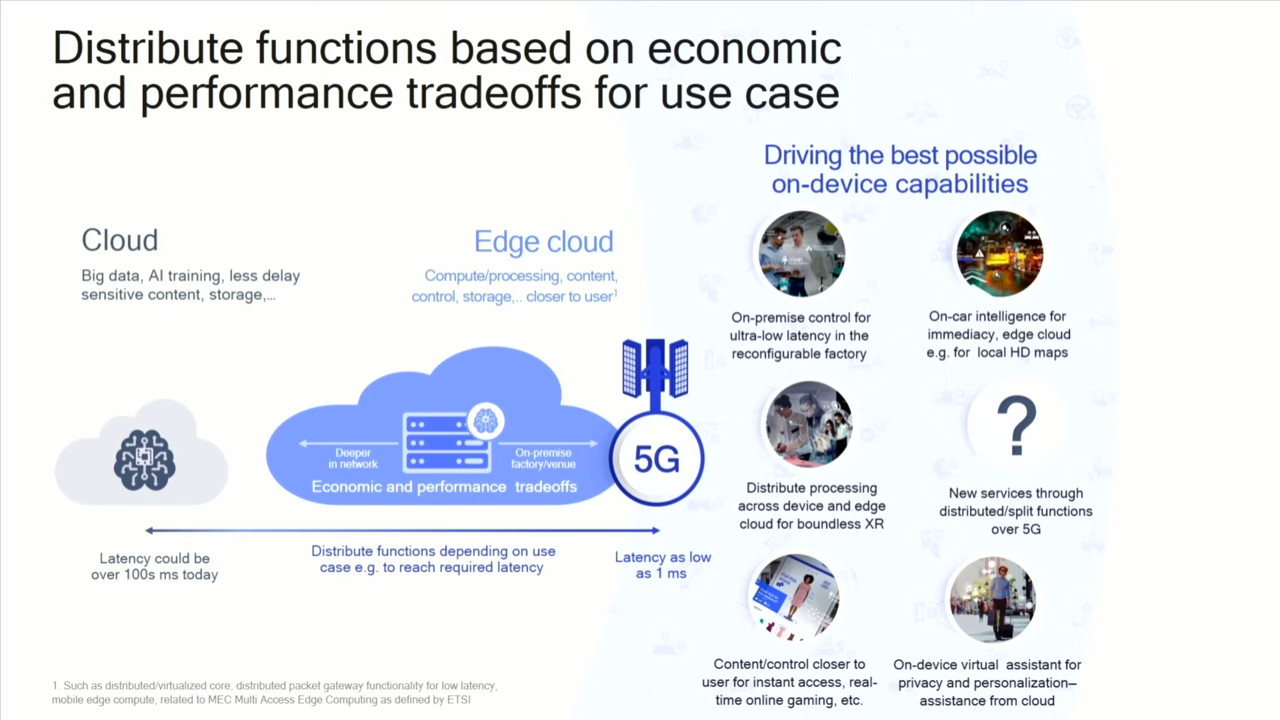 Distribute functions based on economic
and performance tradeoffs for use case
Cloud
Big data, AI training, less delay
sensitive content, storage,...
Edge cloud
Compute/processing, content,
control, storage,.. closer to user1
Deeper
in network
On-premise
factory/venue
Economic and performance tradeoffs
5G
Latency could be
over 100s ms today
Distribute functions depending on use
case e.g. to reach required latency
Latency as low
as 1 ms
Driving the best possible
on-device capabilities
On-premise control for
ultra-low latency in the
reconfigurable factory
On-car intelligence for
immediacy, edge cloud
e.g. for local HD maps
Distribute processing
across device and edge
cloud for boundless XR
?
New services through
distributed/split functions
over 5G
Content/control closer to
user for instant access, real-
time online gaming, etc.
On-device virtual assistant for
privacy and personalization–
assistance from cloud
1. Such as distributed/virtualized core, distributed packet gateway functionality for low latency,
mobile edge compute, related to MEC Multi Access Edge Computing as defined by ETSI